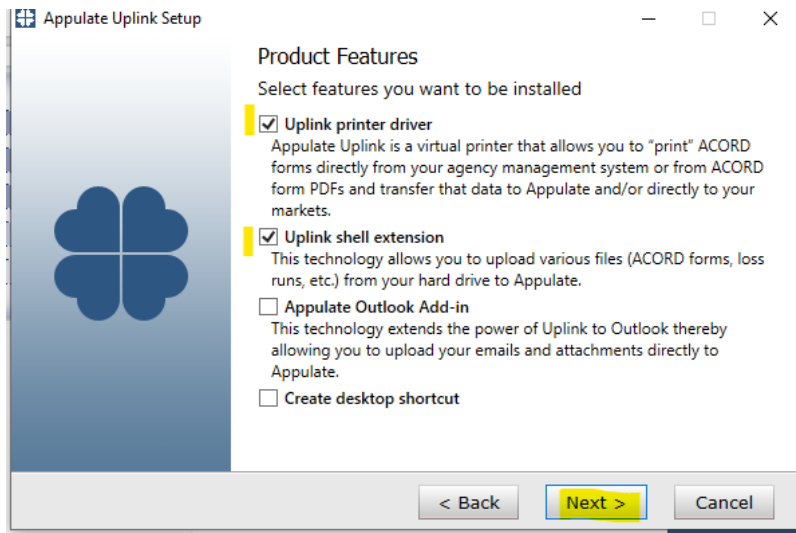 Appulate Uplink Setup
Product Features
Select features you want to be installed
Uplink printer driver
Appulate Uplink is a virtual printer that allows you to “print” ACORD
forms directly from your agency management system or from ACORD
form PDFs and transfer that data to Appulate and/or directly to your
markets.
Uplink shell extension
This technology allows you to upload various files (ACORD forms, loss
runs, etc.) from your hard drive to Appulate.
Appulate Outlook Add-in
This technology extends the power of Uplink to Outlook thereby
allowing you to upload your emails and attachments directly to
Appulate.
Create desktop shortcut
< Back Next > Cancel